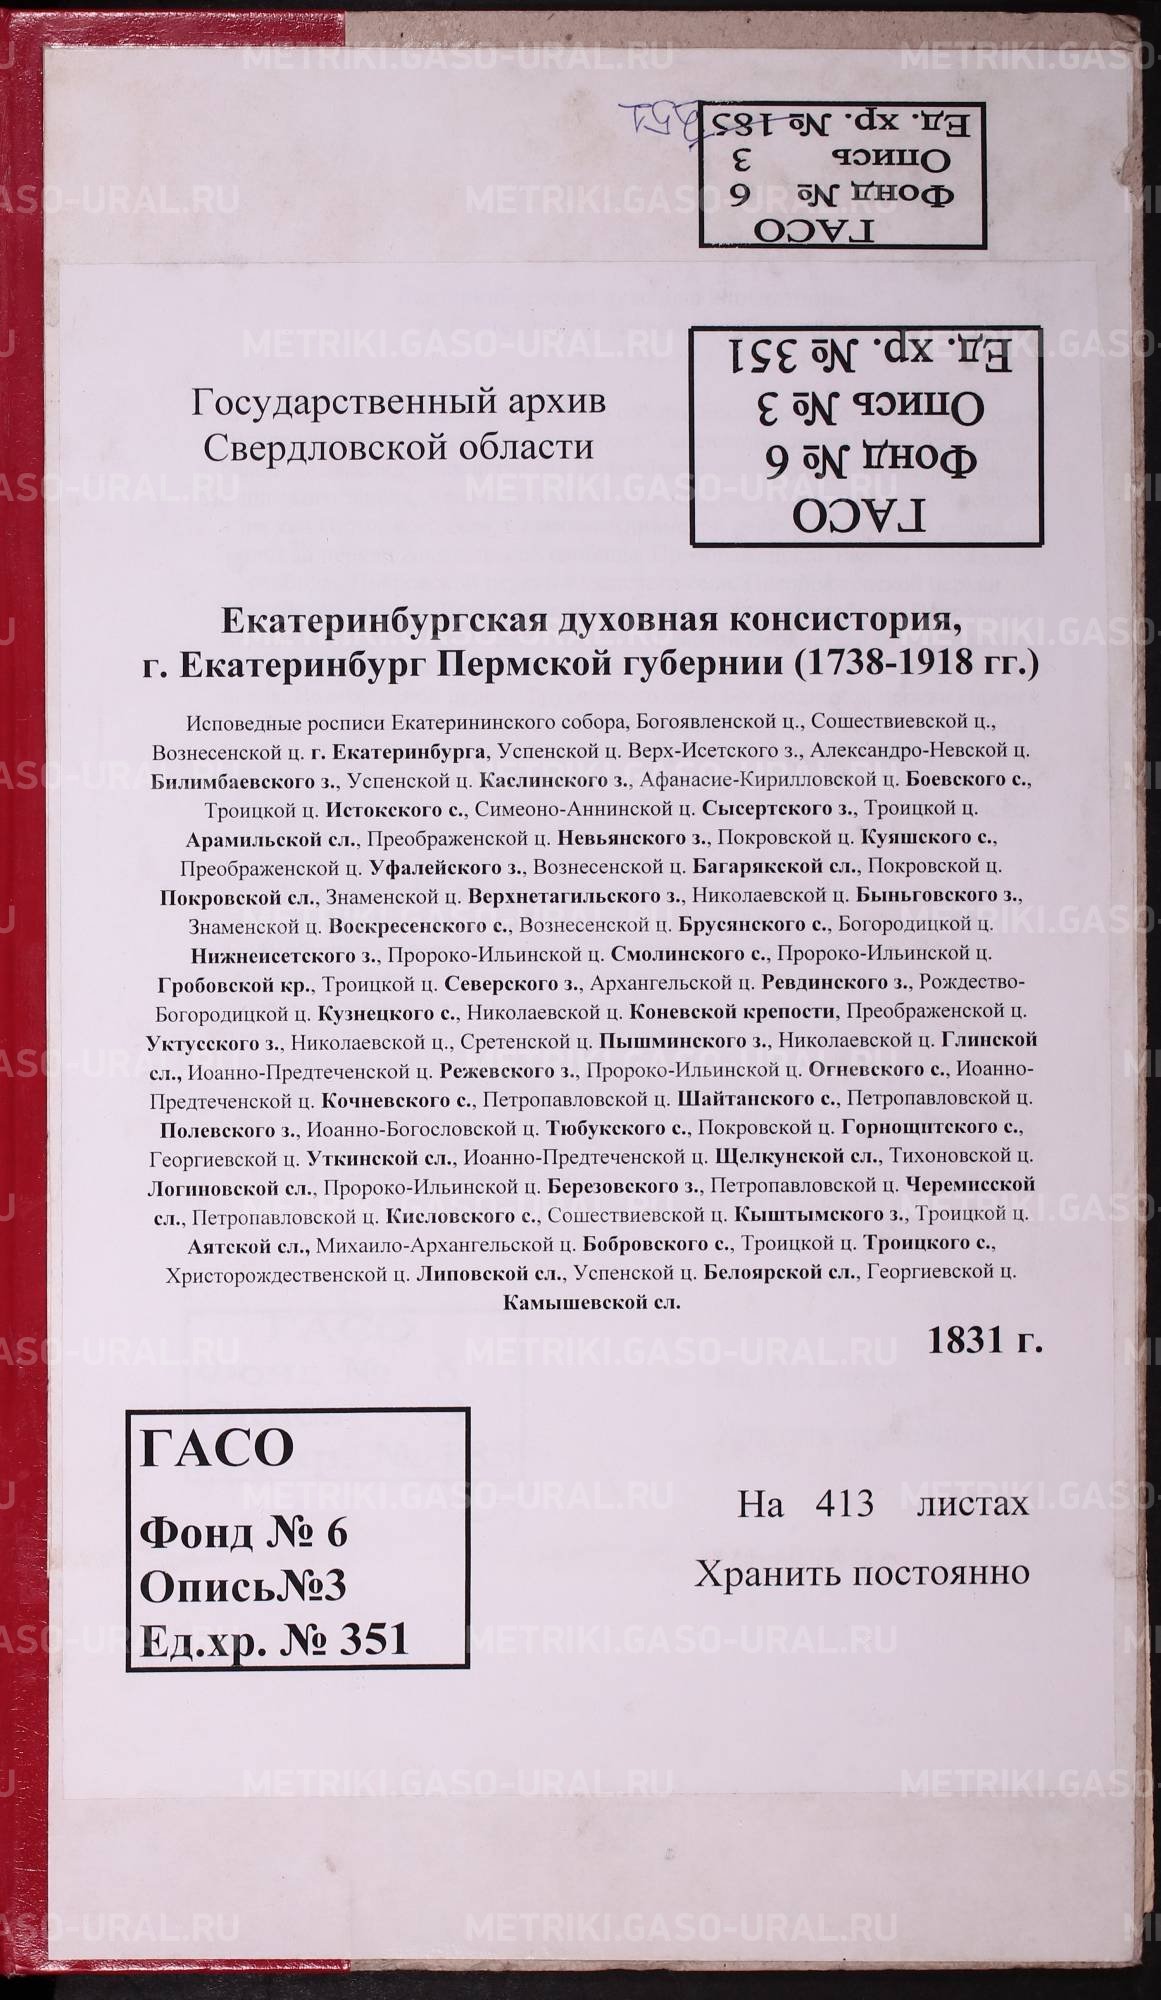 351
Ед. хр. № 185
Опись 3
Фонд № 6
ГАСО
Ед. хр. № 351
Опись № 3
Фонд № 6
ГАСО
Государственный архив
Свердловской области
Екатеринбургская духовная консистория,
г. Екатеринбург Пермской губернии (1738-1918 гг.)
Исповедные росписи Екатерининского собора, Богоявленской ц., Сошествиевской ц.,
Вознесенской ц. г. Екатеринбурга, Успенской ц. Верх-Исетского з., Александро-Невской ц.
Билимбаевского з., Успенской ц. Каслинского з., Афанасие-Кирилловской ц. Боевского с.,
Троицкой ц. Истокского с., Симеоно-Аннинской ц. Сысертского з., Троицкой ц.
Арамильской сл., Преображенской ц. Невьянского з., Покровской ц. Куяшского с.,
Преображенской ц. Уфалейского з., Вознесенской ц. Багарякской сл., Покровской ц.
Покровской сл., Знаменской ц. Верхнетагильского з., Николаевской ц. Быньговского з.,
Знаменской ц. Воскресенского с., Вознесенской ц. Брусянского с., Богородицкой ц.
Нижнеисетского з., Пророко-Ильинской ц. Смолинского с., Пророко-Ильинской ц.
Гробовской кр., Троицкой ц. Северского з., Архангельской ц. Ревдинского з., Рождество-
Богородицкой ц. Кузнецкого с., Николаевской ц. Коневской крепости, Преображенской ц.
Уктусского з., Николаевской ц., Сретенской ц. Пышминского з., Николаевской ц. Глинской
сл., Иоанно-Предтеченской ц. Режевского з., Пророко-Ильинской ц. Огневского с., Иоанно-
Предтеченской ц. Кочневского с., Петропавловской ц. Шайтанского с., Петропавловской ц.
Полевского з., Иоанно-Богословской ц. Тюбукского с., Покровской ц. Горнощитского с.,
Георгиевской ц. Уткинской сл., Иоанно-Предтеченской ц. Щелкунской сл., Тихоновской ц.
Логиновской сл., Пророко-Ильинской ц. Березовского з., Петропавловской ц. Черемисской
сл., Петропавловской ц. Кисловского с., Сошествиевской ц. Кыштымского з., Троицкой ц.
Аятской сл., Михаило-Архангельской ц. Бобровского с., Троицкой ц. Троицкого с.,
Христорождественской ц. Липовской сл., Успенской ц. Белоярской сл., Георгиевской ц.
Камышевской сл.
1831 г.
ГАСО
Фонд № 6
Опись№3
Ед.хр. № 351
На 413 листах
Хранить постоянно
METRIKI.GASO-URAL.RU